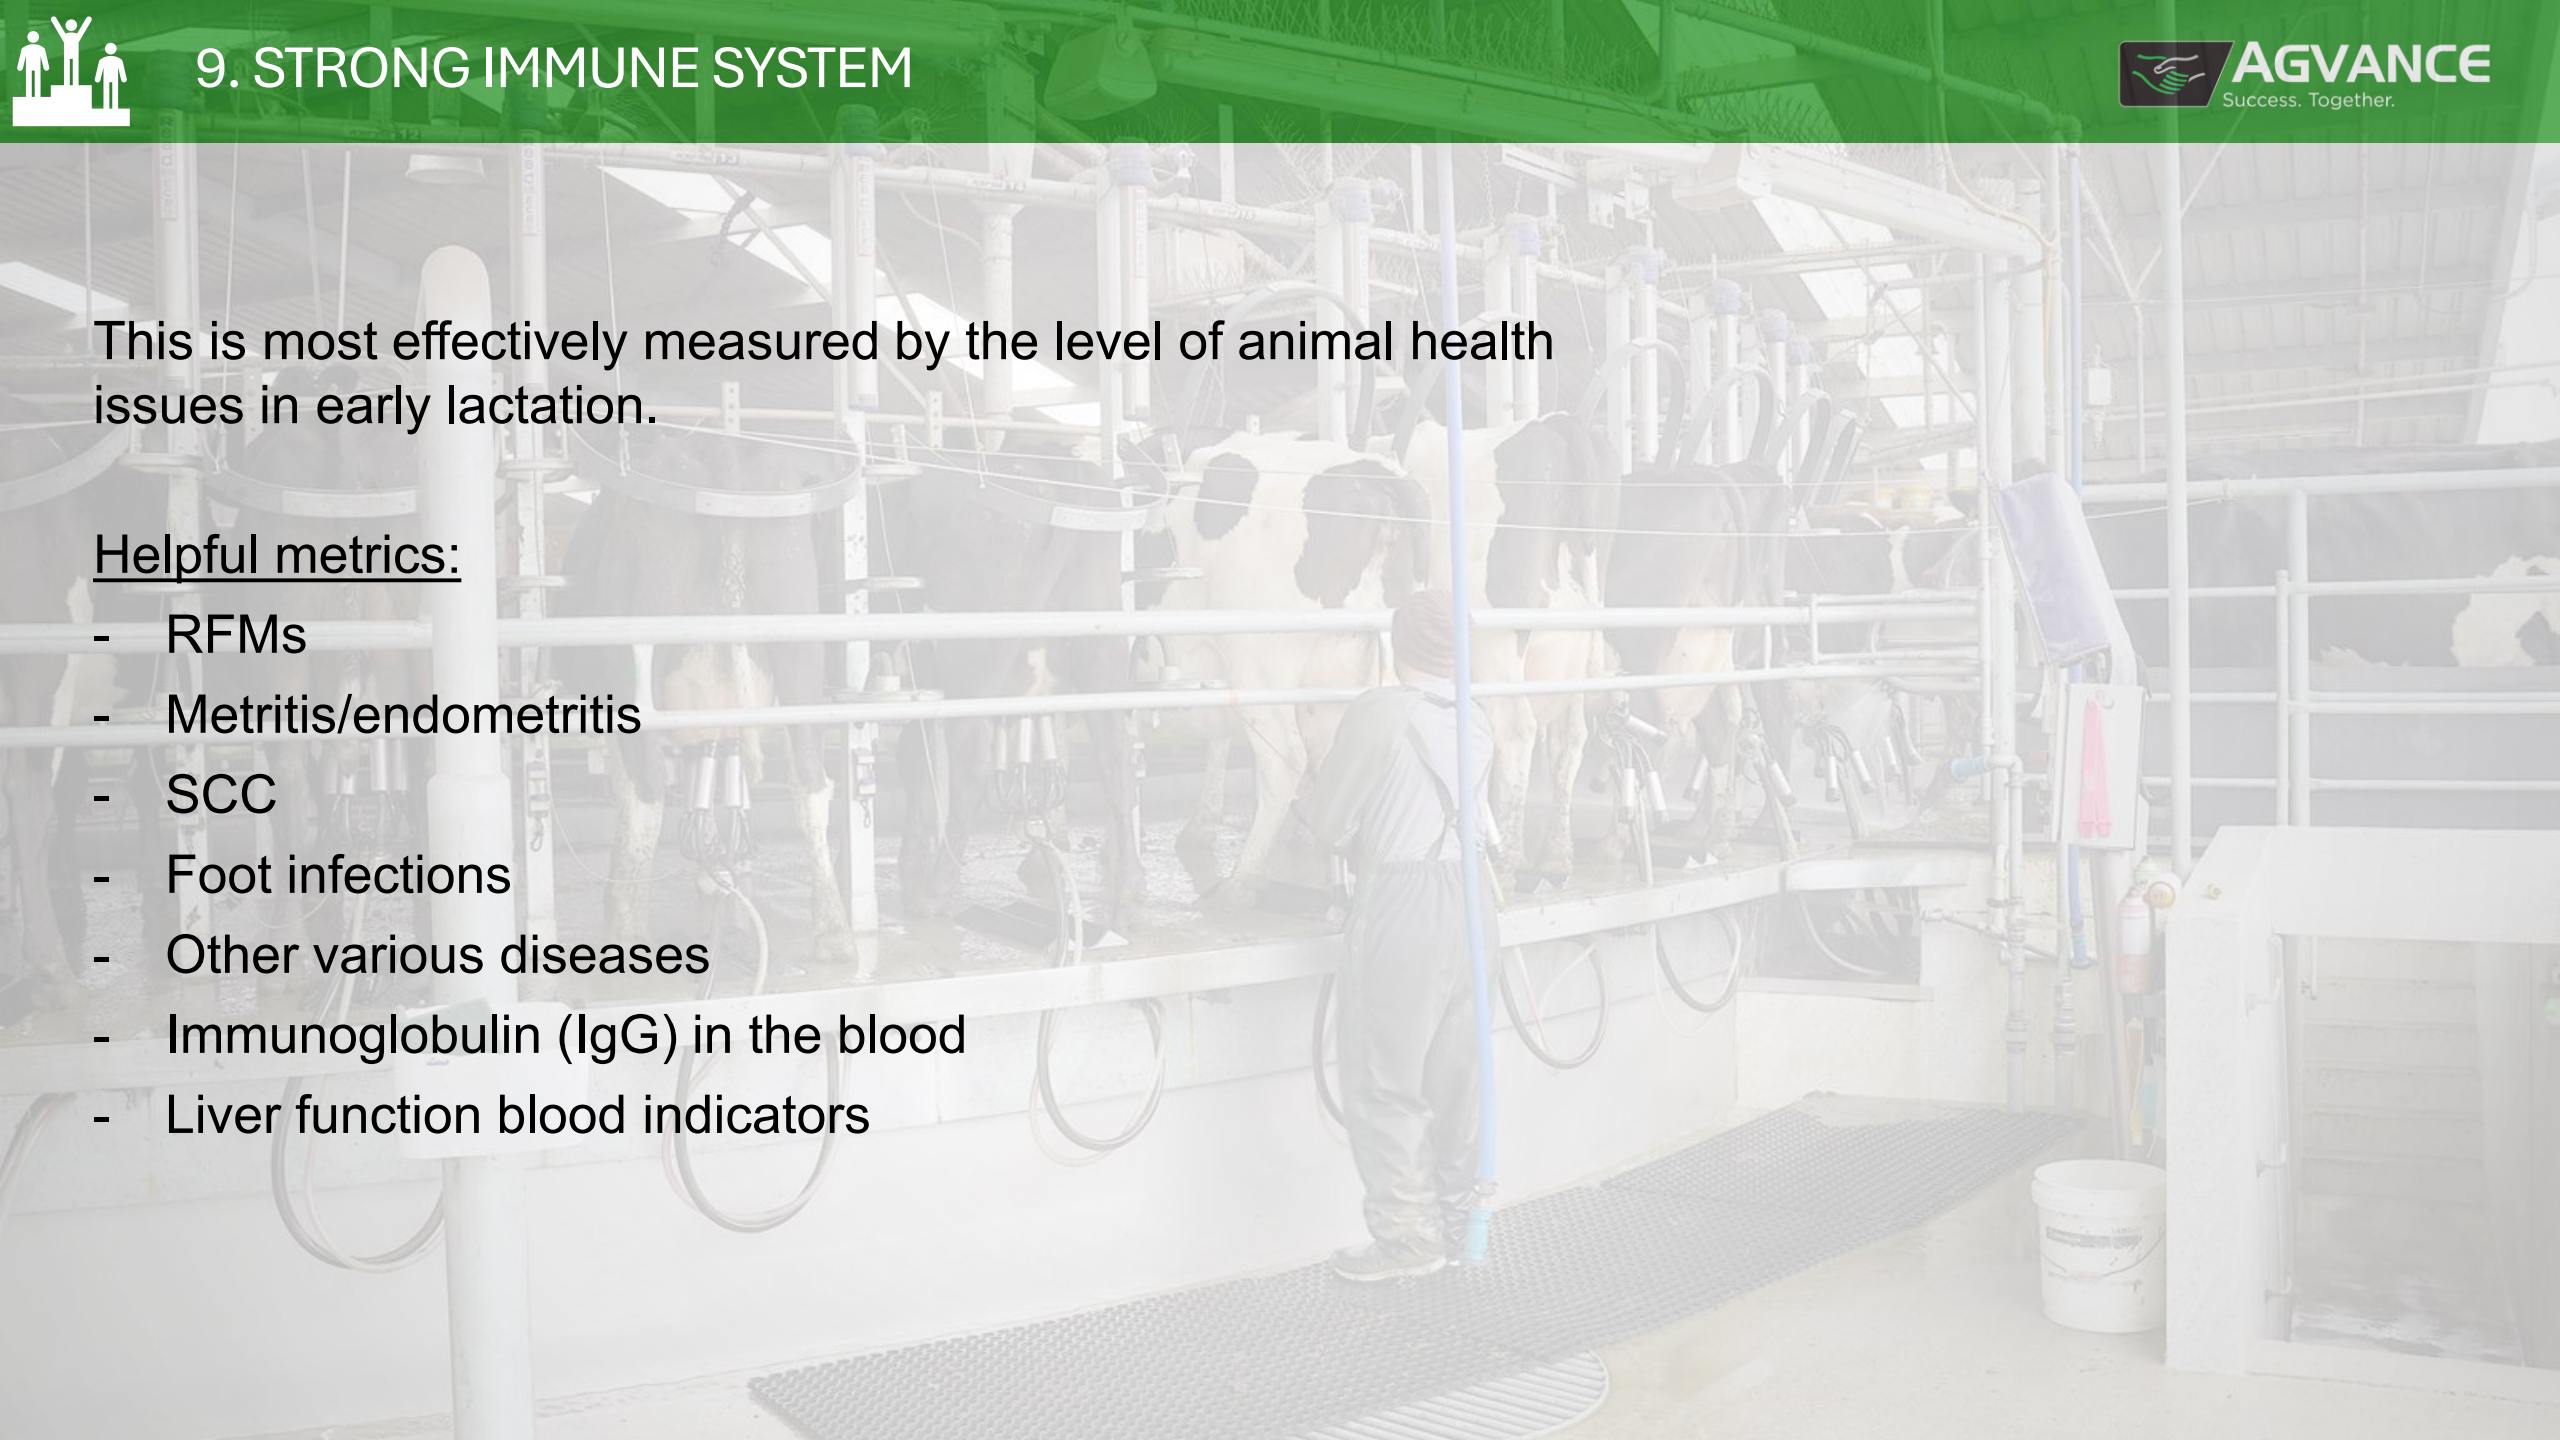 9. STRONG IMMUNE SYSTEM
AGVANCE
Success. Together.
This is most effectively measured by the level of animal health
issues in early lactation.
Helpful metrics:
- RFMs
- Metritis/endometritis
- SCC
- Foot infections
- Other various diseases
- Immunoglobulin (IgG) in the blood
- Liver function blood indicators